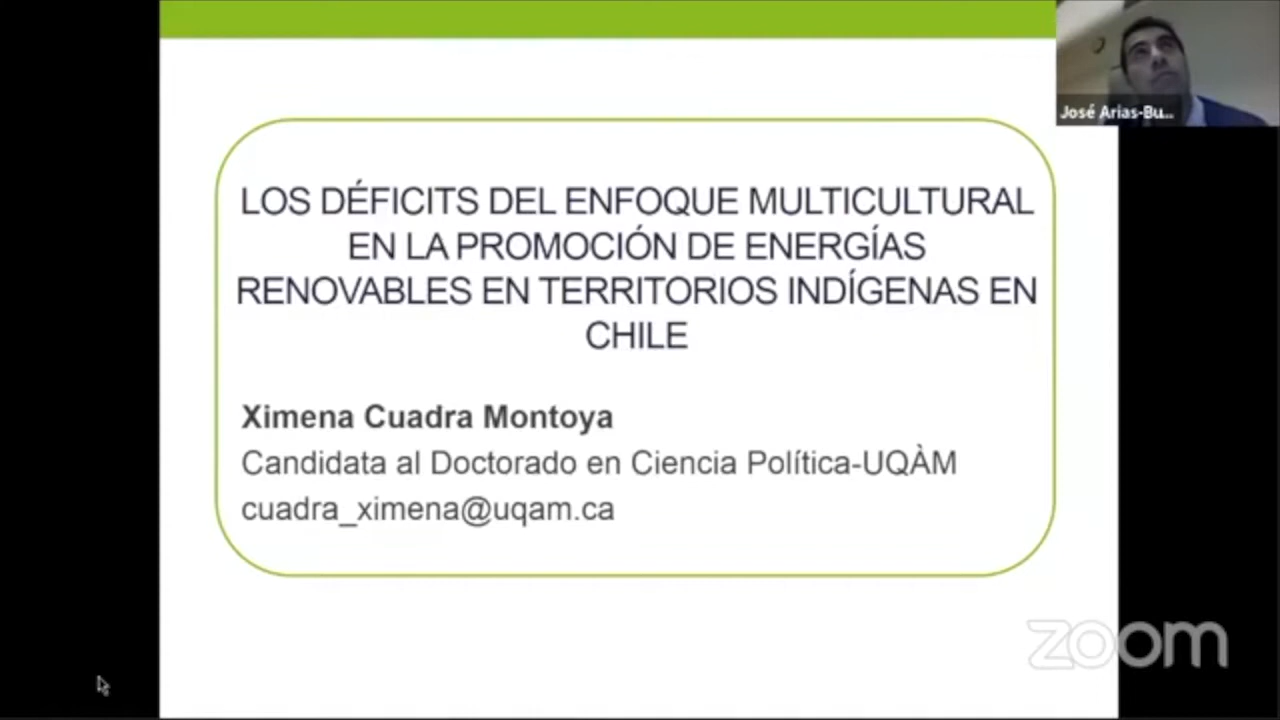 LOS DÉFICITS DEL ENFOQUE MULTICULTURAL
EN LA PROMOCIÓN DE ENERGÍAS
RENOVABLES EN TERRITORIOS INDÍGENAS EN
CHILE
Ximena Cuadra Montoya
Candidata al Doctorado en Ciencia Política-UQÀM
cuadra_ximena@uqam.ca
José Arias-Bu...
zoom